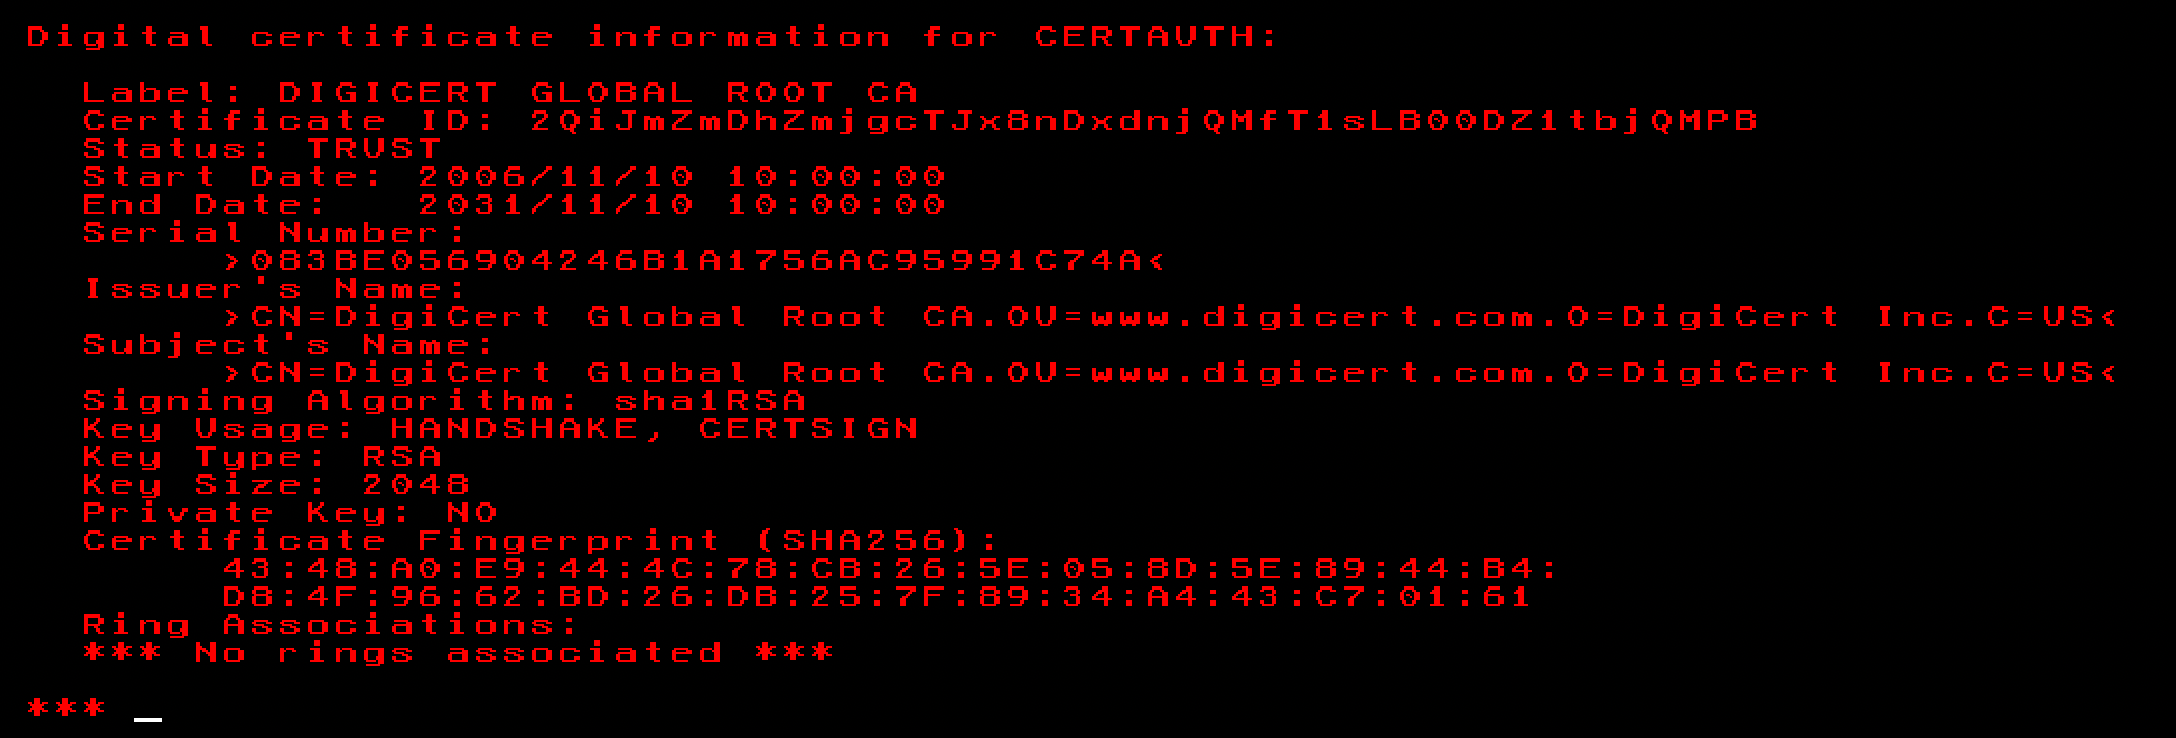 Digital certificate information for CERTAUTH:
Label: DIGICERT GLOBAL ROOT CA
Certificate ID: 2QiJmZmDhZmjgcTJx8nDxdnjQMfT1sLB00DZ1tbjQMPB
Status: TRUST
Start Date: 2006/11/10 10:00:00
End Date:   2031/11/10 10:00:00
Serial Number:
>083BE056904246B1A1756AC95991C74A<
Issuer's Name:
>CN=DigiCert Global Root CA.OU=www.digicert.com.O=DigiCert Inc.C=US<
Subject's Name:
>CN=DigiCert Global Root CA.OU=www.digicert.com.O=DigiCert Inc.C=US<
Signing Algorithm: sha1RSA
Key Usage: HANDSHAKE, CERTSIGN
Key Type: RSA
Key Size: 2048
Private Key: NO
Certificate Fingerprint (SHA256):
43:48:A0:E9:44:4C:78:CB:26:5E:05:8D:5E:89:44:B4:
D8:4F:96:62:BD:26:DB:25:7F:89:34:A4:43:C7:01:61
Ring Associations:
*** No rings associated ***
*** _